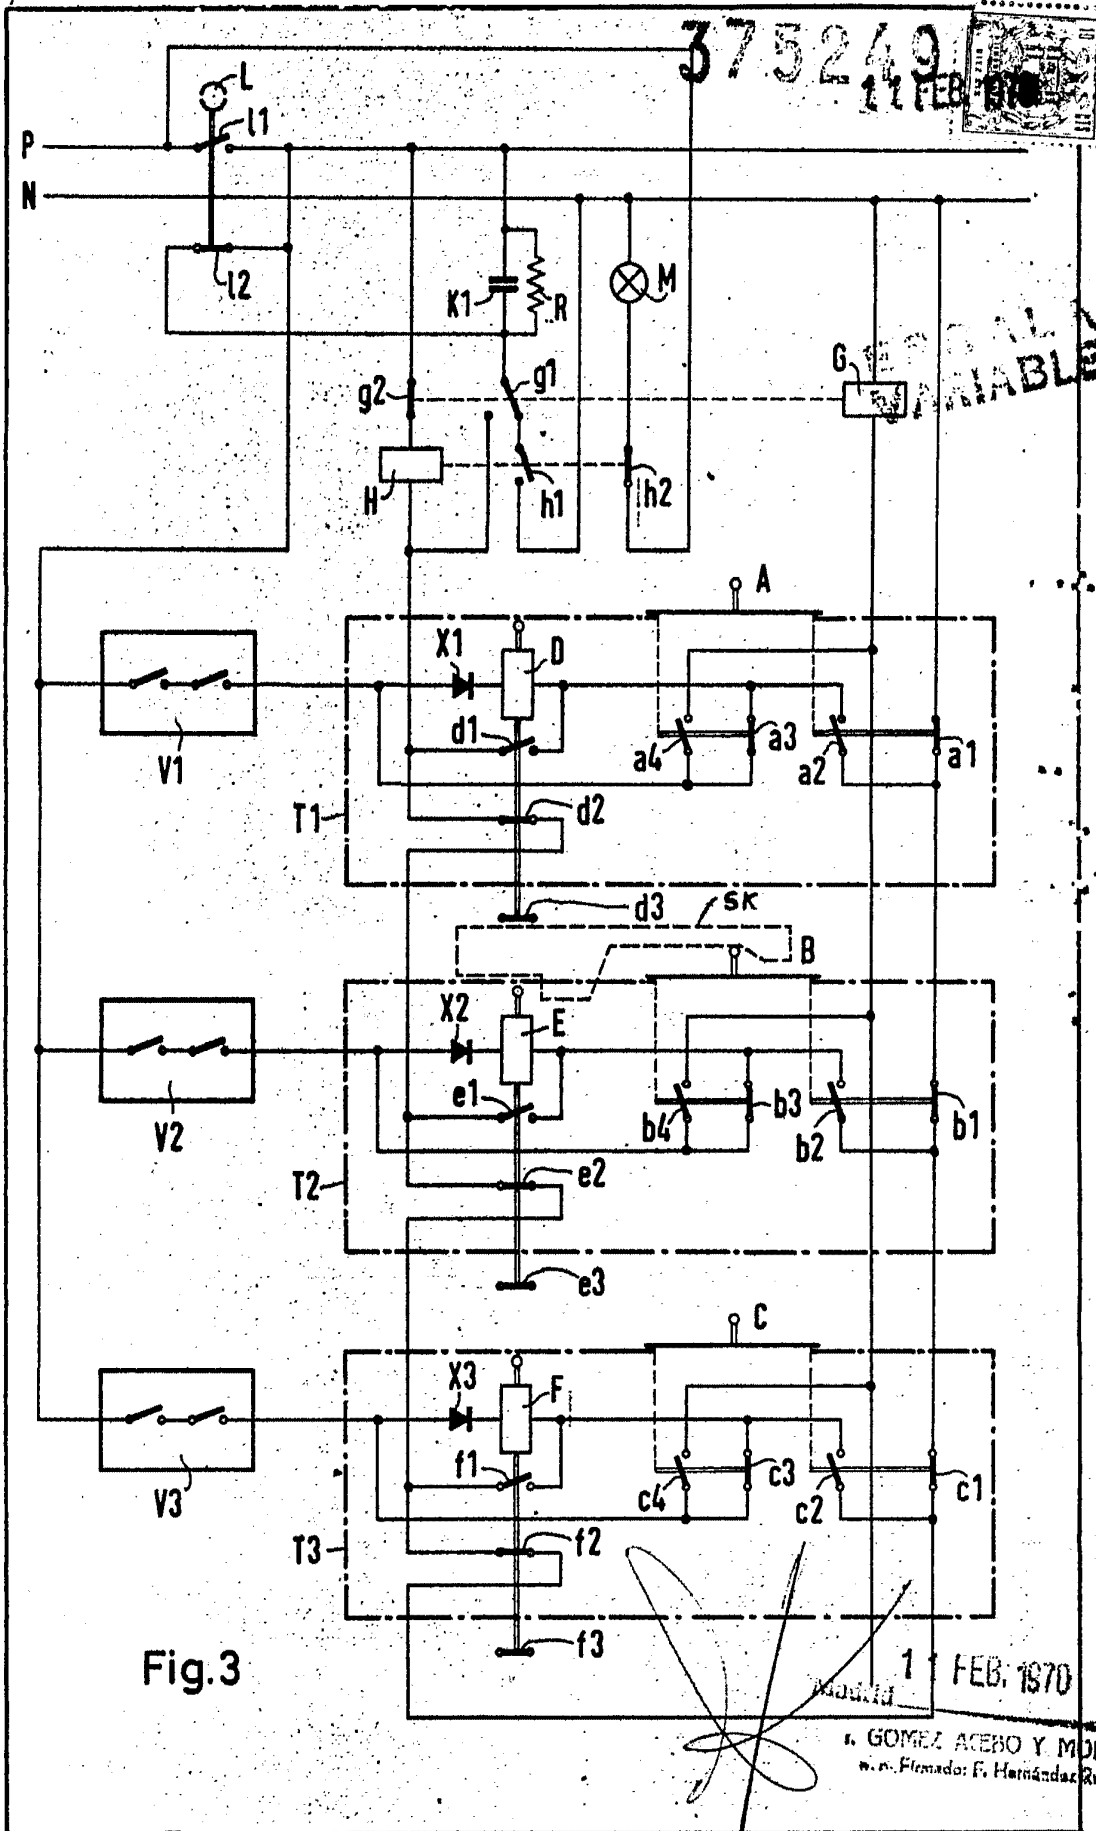 375249
11 FEB. 1970
L
l1
P
N
l2
K1
R
M
VARIABLE
g2
g1
G
H
h1
h2
A
X1
D
V1
d1
a4
a3
a2
a1
T1
d2
d3
SK
B
X2
E
V2
e1
b4
b3
b2
b1
T2
e2
e3
C
X3
F
V3
f1
c4
c3
c2
c1
T3
f2
f3
Fig.3
11 FEB. 1970
Madrid
GOMEZ ACEBO Y
Firmado: F. Hernández